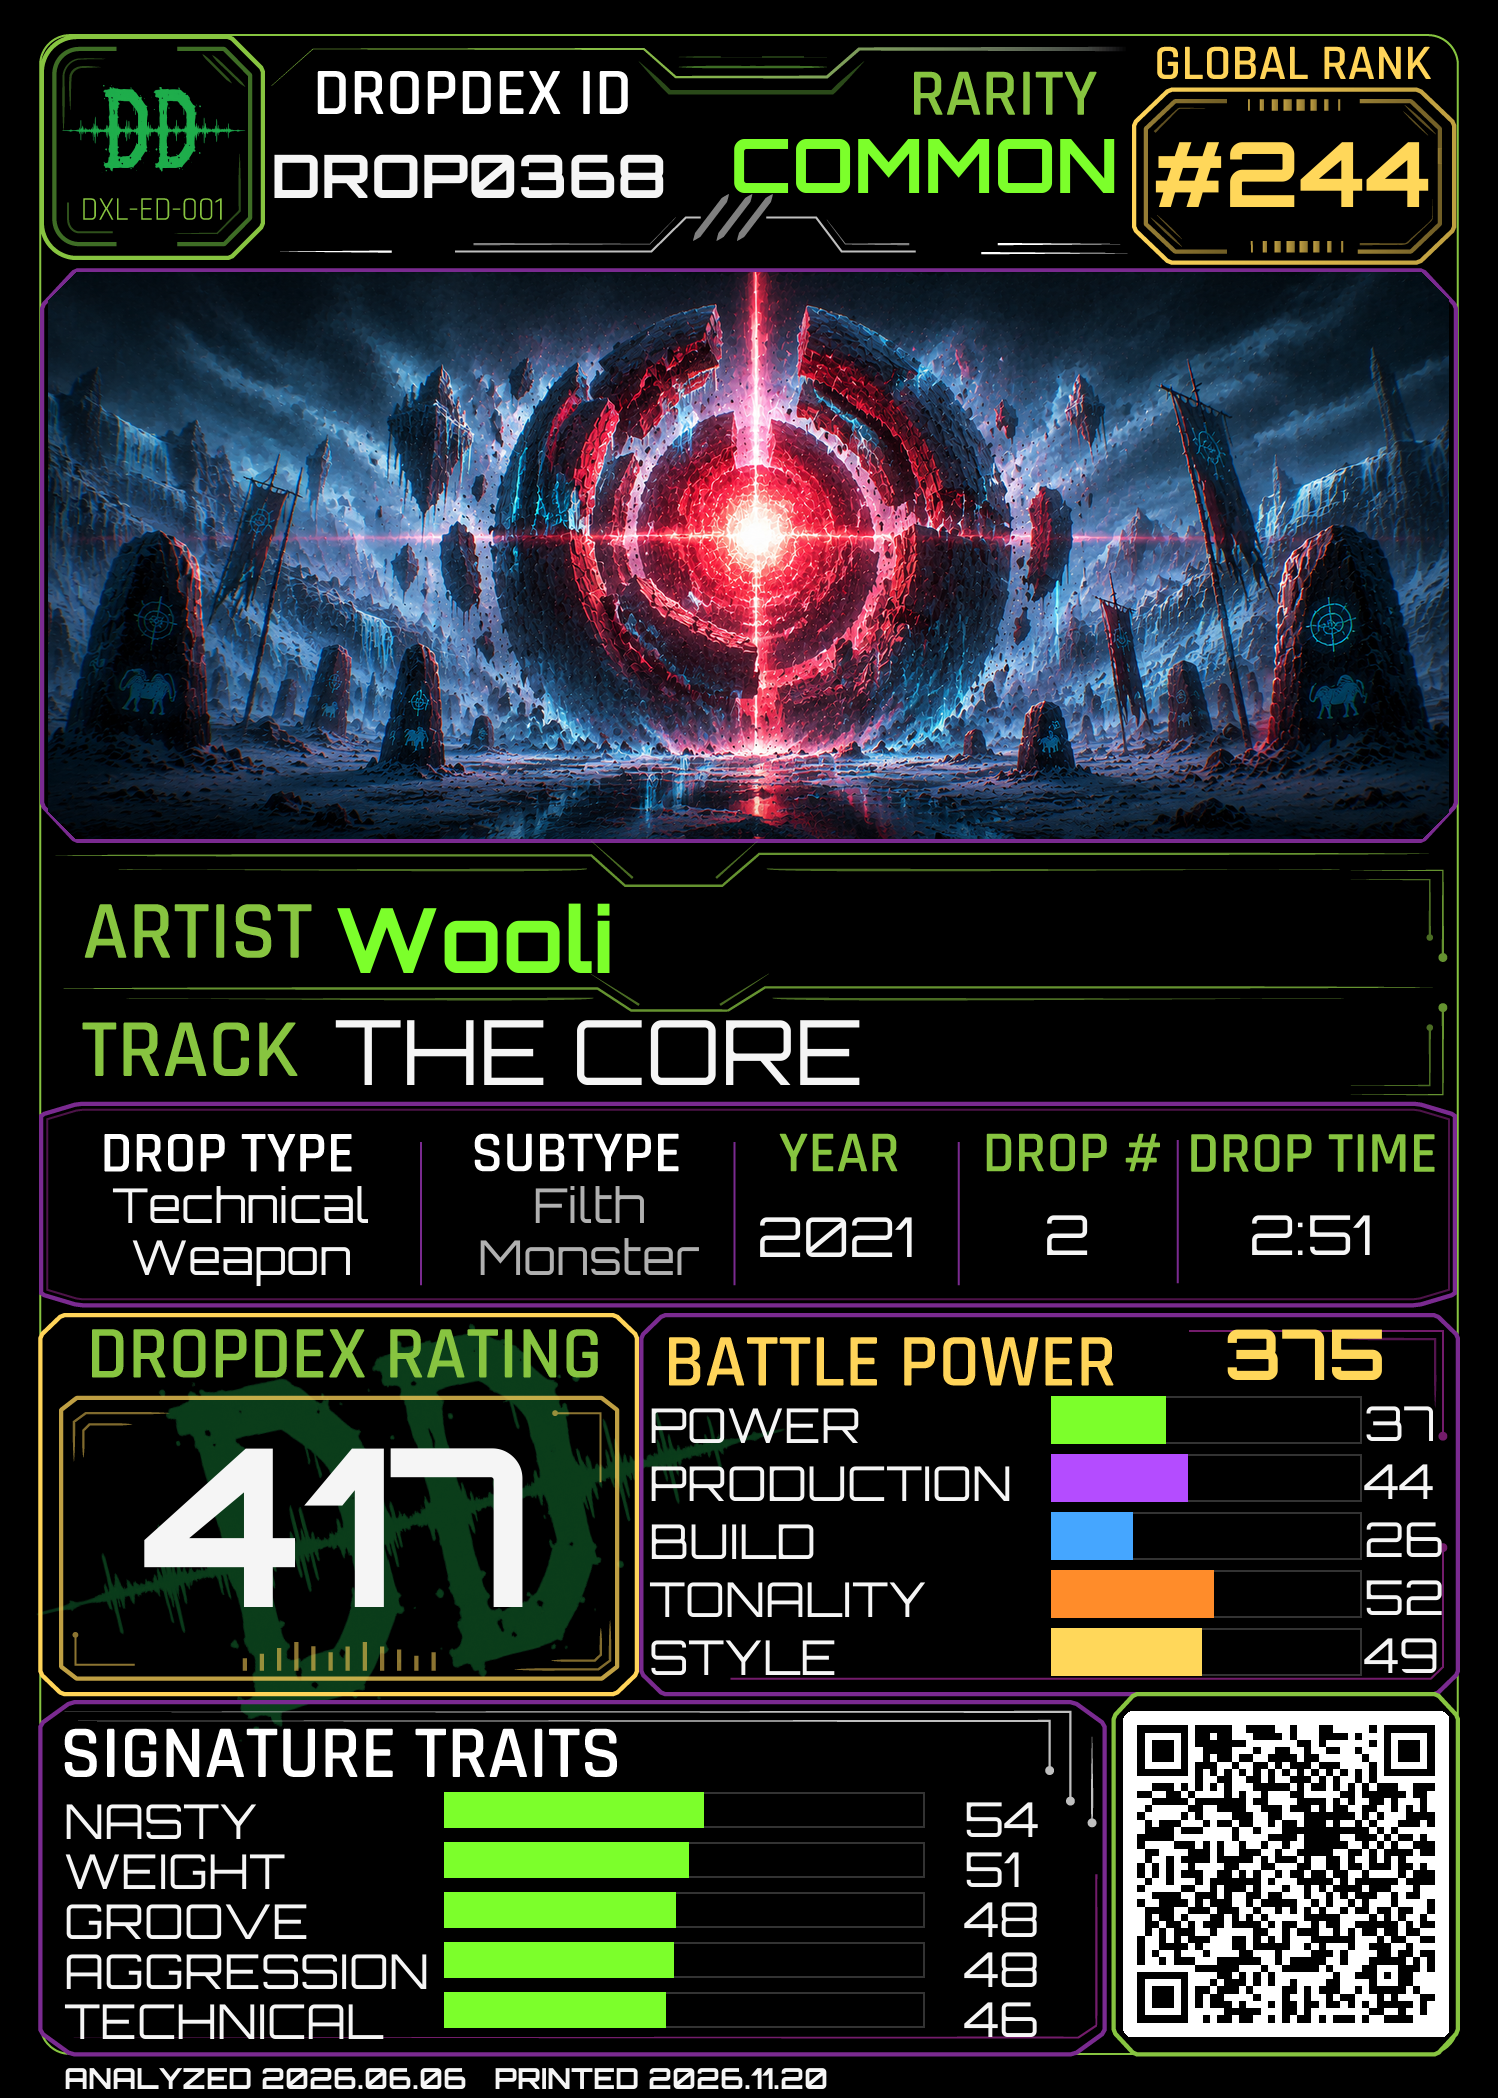 DD
DXL-ED-001
DROPDEX ID
DROP0368
RARITY
COMMON
GLOBAL RANK
#244
ARTIST Wooli
TRACK THE CORE
DROP TYPE
Technical
Weapon
SUBTYPE
Filth
Monster
YEAR
2021
DROP #
2
DROP TIME
2:51
DROPDEX RATING
417
BATTLE POWER 375
POWER 37
PRODUCTION 44
BUILD 26
TONALITY 52
STYLE 49
SIGNATURE TRAITS
NASTY 54
WEIGHT 51
GROOVE 48
AGGRESSION 48
TECHNICAL 46
ANALYZED 2026.06.06 PRINTED 2026.11.20